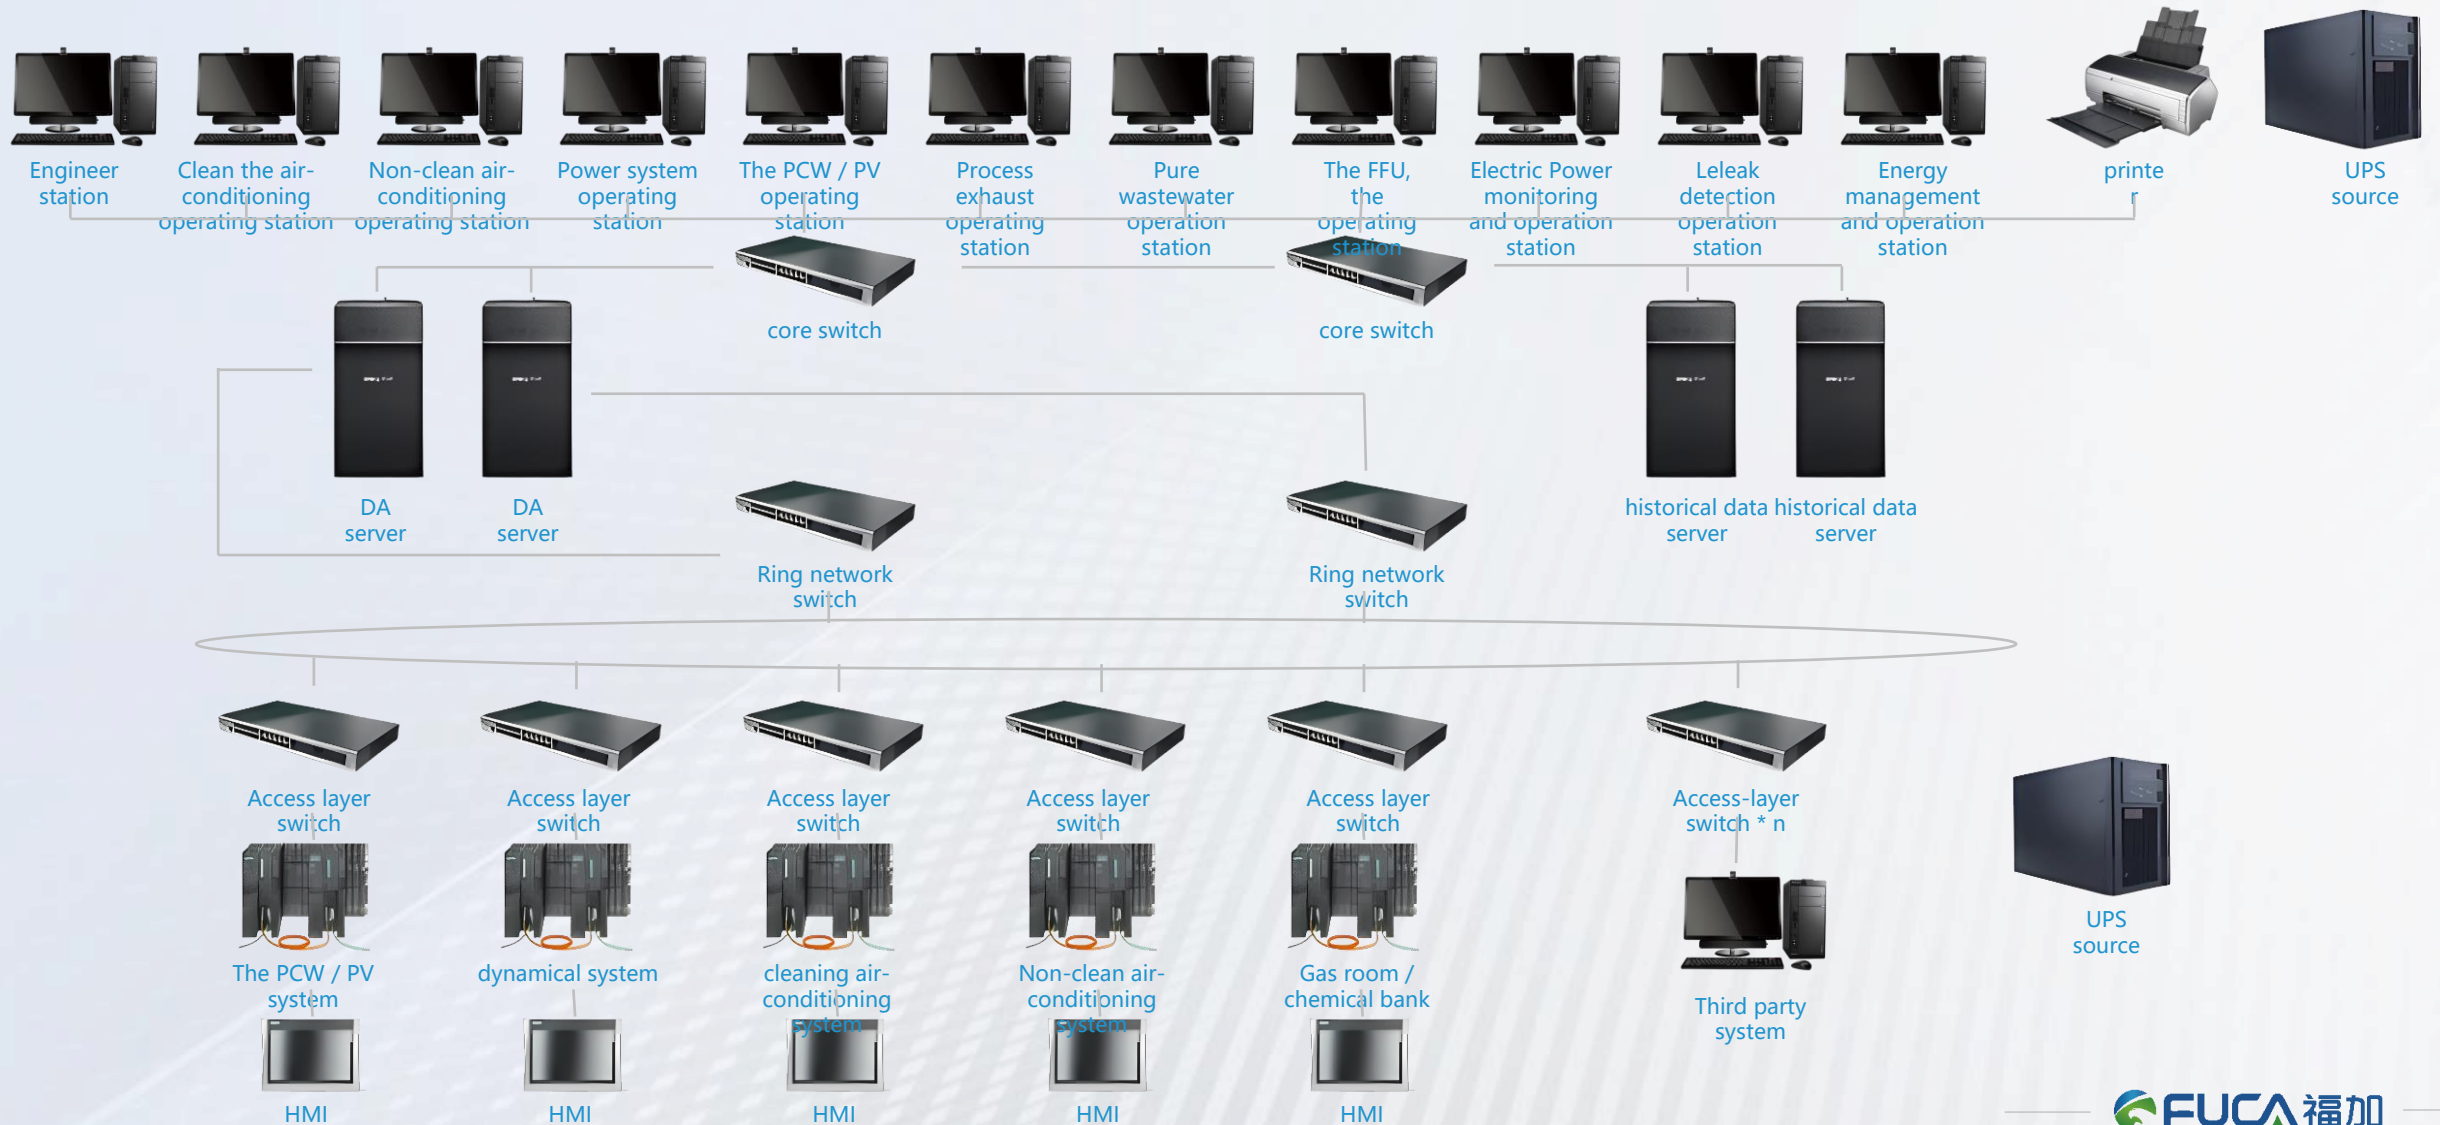 Engineer
station
Clean the air-
conditioning
operating station
Non-clean air-
conditioning
operating station
Power system
operating
station
The PCW / PV
operating
station
Process
exhaust
operating
station
Pure
wastewater
operation
station
The FFU,
the
operating
station
Electric Power
monitoring
and operation
station
Leleak
detection
operation
station
Energy
management
and operation
station
printe
r
UPS
source
core switch
core switch
DA
server
DA
server
historical data
server
historical data
server
Ring network
switch
Ring network
switch
Access layer
switch
Access layer
switch
Access layer
switch
Access layer
switch
Access layer
switch
Access-layer
switch * n
The PCW / PV
system
dynamical system
cleaning air-
conditioning
system
Non-clean air-
conditioning
system
Gas room /
chemical bank
Third party
system
UPS
source
HMI
HMI
HMI
HMI
HMI
FUCA福加